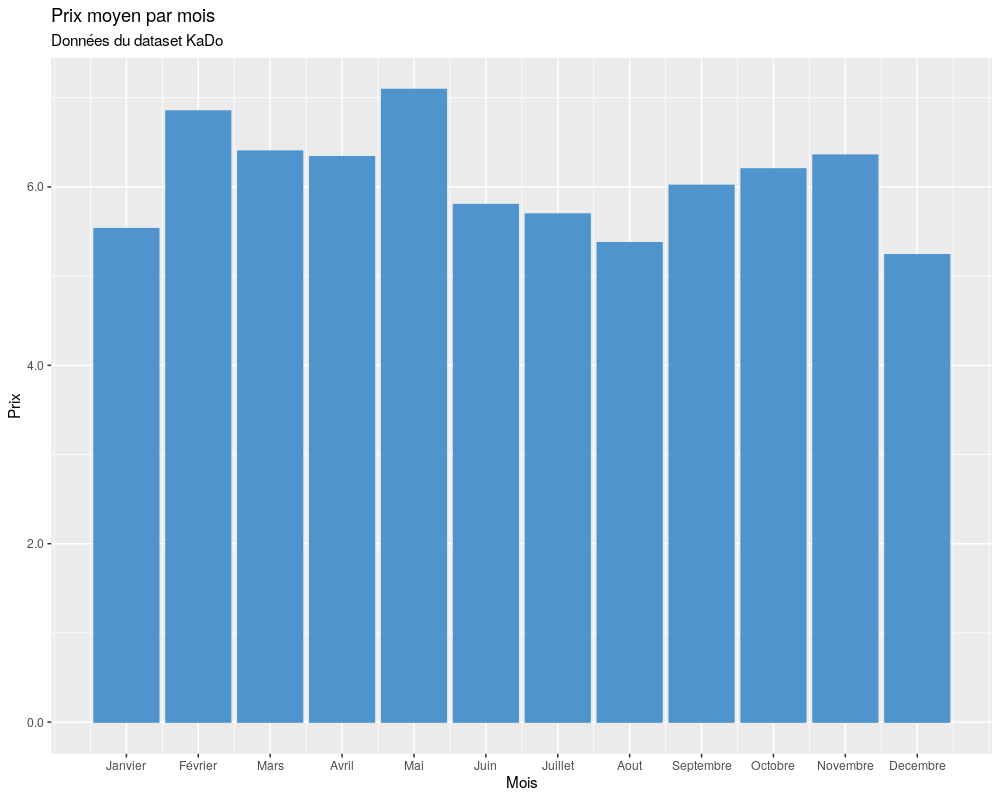 Prix moyen par mois
Données du dataset KaDo
6.0
4.0
2.0
0.0
Prix
Janvier Février Mars Avril Mai Juin Juillet Aout Septembre Octobre Novembre Decembre
Mois